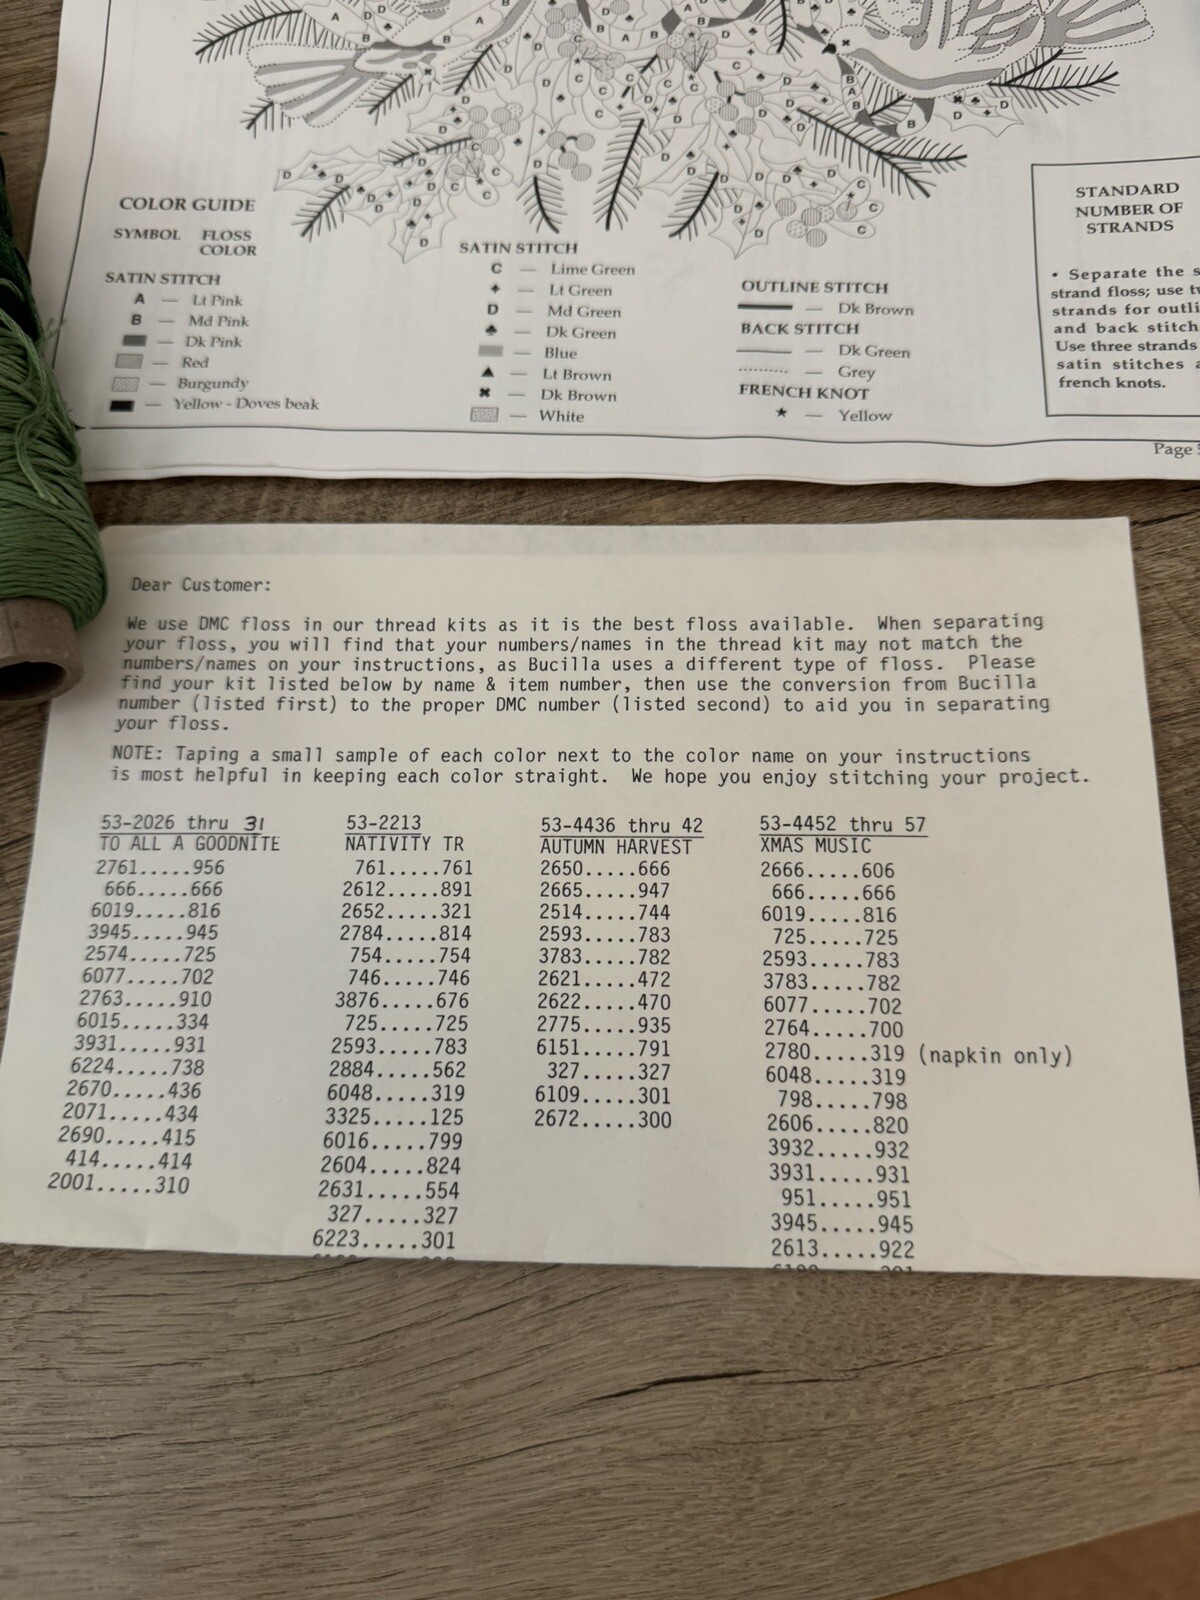 COLOR GUIDE
SYMBOL FLOSS
COLOR
SATIN STITCH
A — Lt Pink
B — Md Pink
— Dk Pink
— Red
— Burgundy
— Yellow - Doves beak
SATIN STITCH
C — Lime Green
✦ — Lt Green
D — Md Green
♣ — Dk Green
— Blue
▲ — Lt Brown
✖ — Dk Brown
— White
OUTLINE STITCH
— Dk Brown
BACK STITCH
— Dk Green
— Grey
FRENCH KNOT
★ — Yellow
STANDARD
NUMBER OF
STRANDS
• Separate the
strand floss; use
strands for
and back
Use three strands
satin stitches
french knots.
Page
Dear Customer:
We use DMC floss in our thread kits as it is the best floss available. When separating
your floss, you will find that your numbers/names in the thread kit may not match the
numbers/names on your instructions, as Bucilla uses a different type of floss. Please
find your kit listed below by name & item number, then use the conversion from Bucilla
number (listed first) to the proper DMC number (listed second) to aid you in separating
your floss.
NOTE: Taping a small sample of each color next to the color name on your instructions
is most helpful in keeping each color straight. We hope you enjoy stitching your project.
53-2026 thru 31
TO ALL A GOODNITE
2761.....956
666.....666
6019.....816
3945.....945
2574.....725
6077.....702
2763.....910
6015.....334
3931.....931
6224.....738
2670.....436
2071.....434
2690.....415
414.....414
2001.....310
53-2213
NATIVITY TR
761.....761
2612.....891
2652.....321
2784.....814
754.....754
746.....746
3876.....676
725.....725
2593.....783
2884.....562
6048.....319
3325.....125
6016.....799
2604.....824
2631.....554
327.....327
6223.....301
53-4436 thru 42
AUTUMN HARVEST
2650.....666
2665.....947
2514.....744
2593.....783
3783.....782
2621.....472
2622.....470
2775.....935
6151.....791
327.....327
6109.....301
2672.....300
53-4452 thru 57
XMAS MUSIC
2666.....606
666.....666
6019.....816
725.....725
2593.....783
3783.....782
6077.....702
2764.....700
2780.....319 (napkin only)
6048.....319
798.....798
2606.....820
3932.....932
3931.....931
951.....951
3945.....945
2613.....922